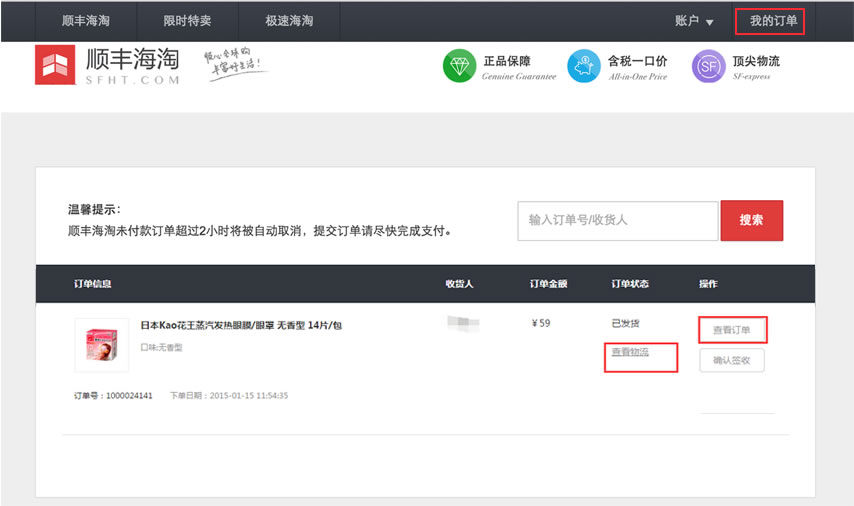 顺丰海淘 限时特卖 极速海淘 账户 我的订单
顺丰海淘
SFHT.COM
倾心全球购
丰富好生活!
正品保障
Genuine Guarantee
含税一口价
All-in-One Price
SF
顶尖物流
SF-express
温馨提示：
顺丰海淘未付款订单超过2小时将被自动取消，提交订单请尽快完成支付。
输入订单号/收货人
搜索
订单信息 收货人 订单金额 订单状态 操作
日本Kao花王蒸汽发热眼膜/眼罩 无香型 14片/包
口味:无香型
¥59
已发货
查看物流
查看订单
确认签收
订单号：1000024141 下单日期：2015-01-15 11:54:35